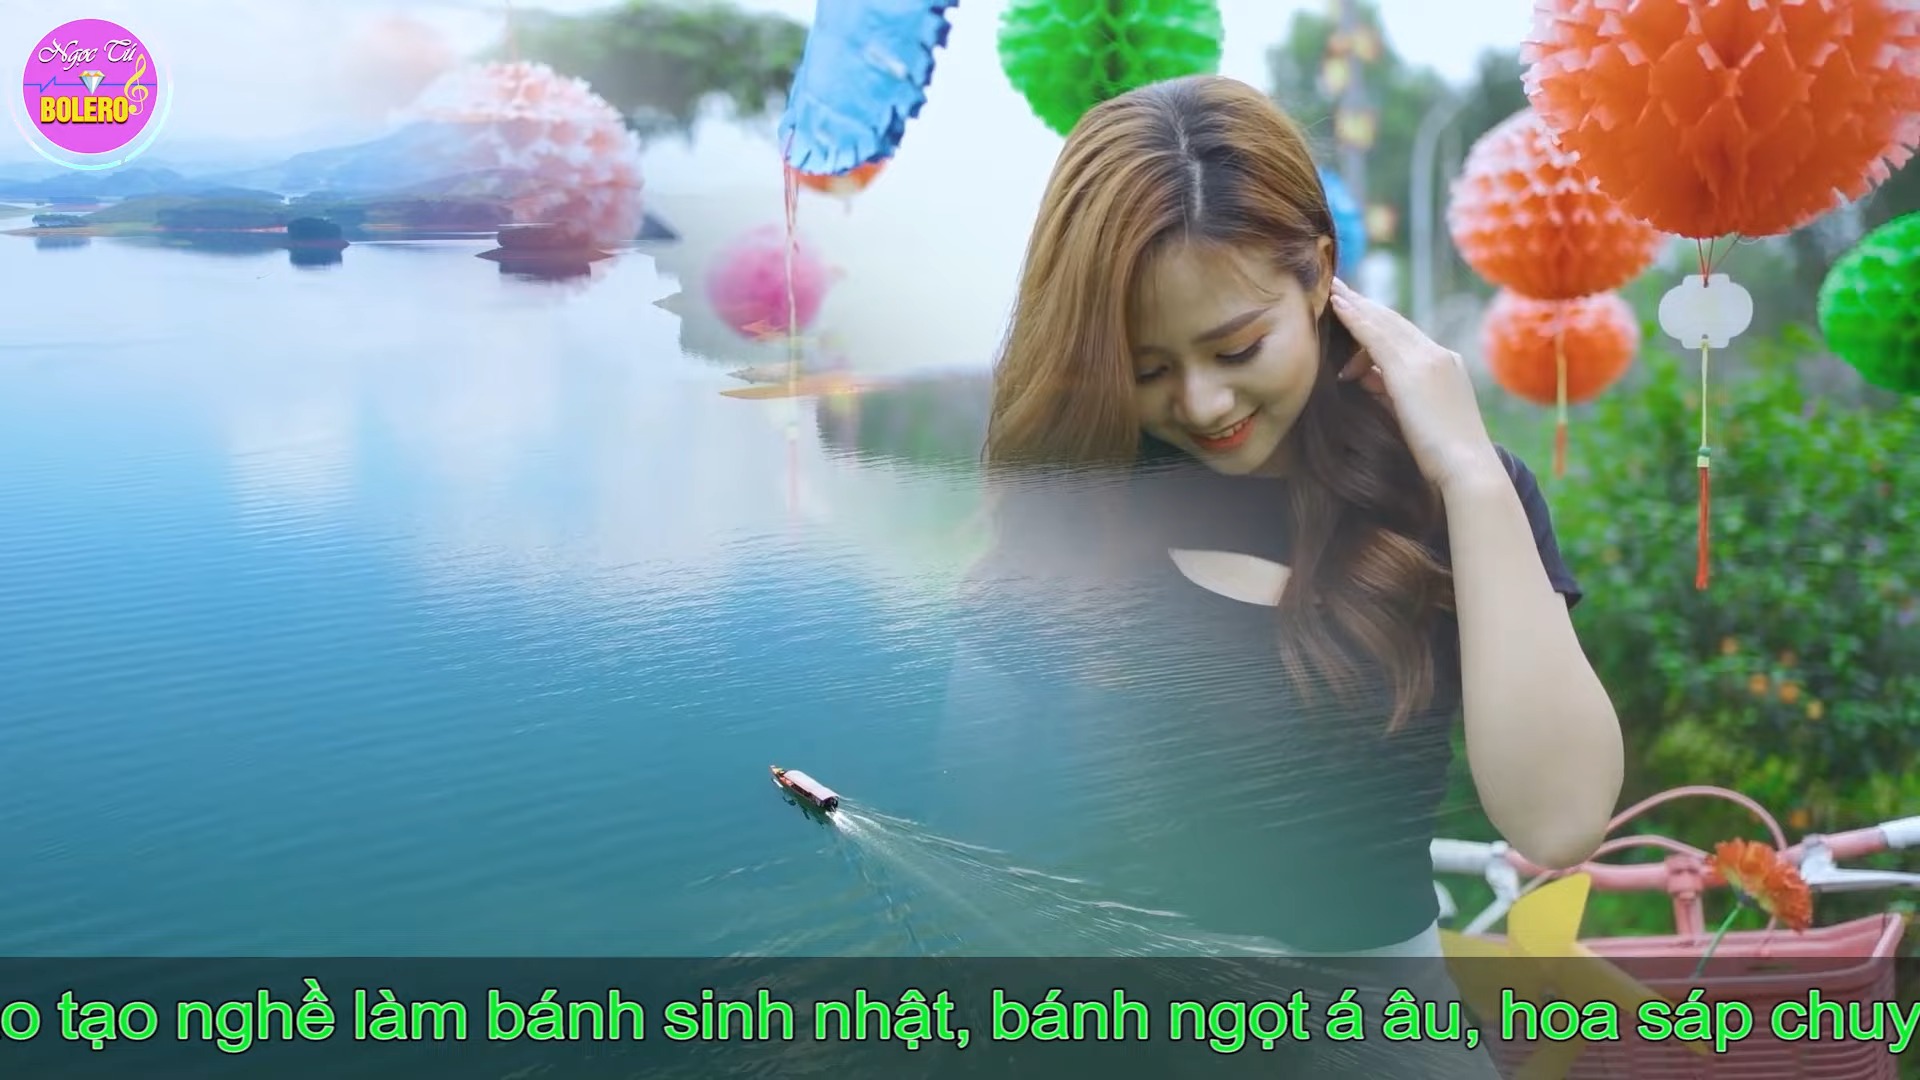 Ngọc Tú
BOLERO
o tạo nghề làm bánh sinh nhật, bánh ngọt á âu, hoa sáp chuy